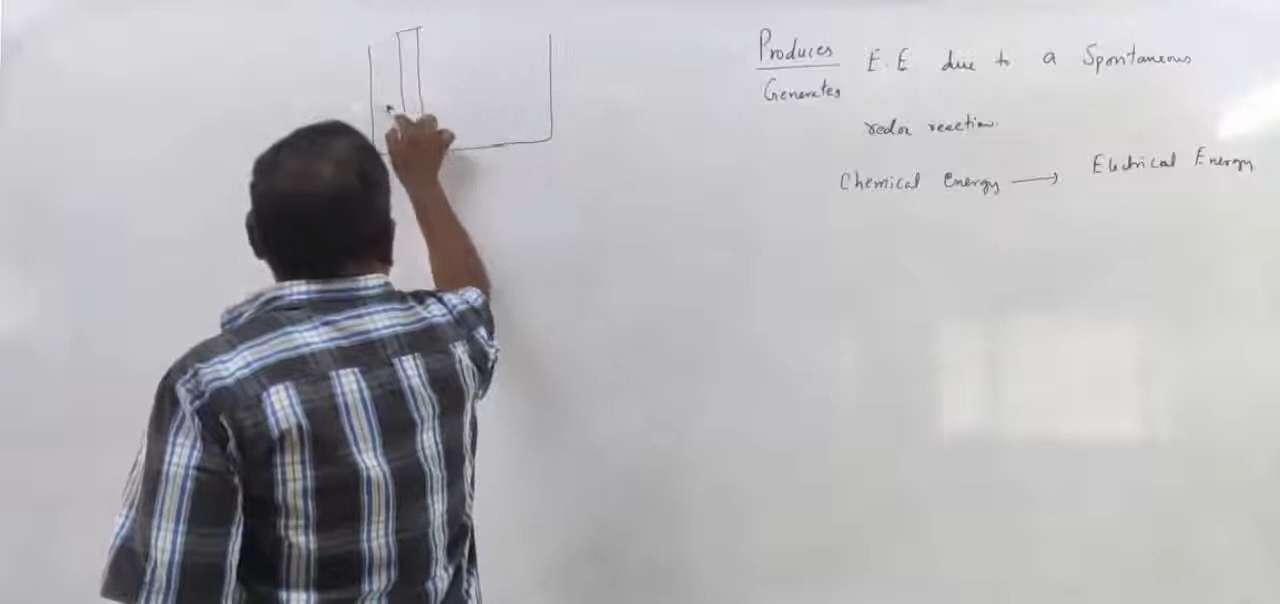 Produces
Generates
E.E due to a Spontaneous
redox reaction.
Chemical energy → Electrical Energy